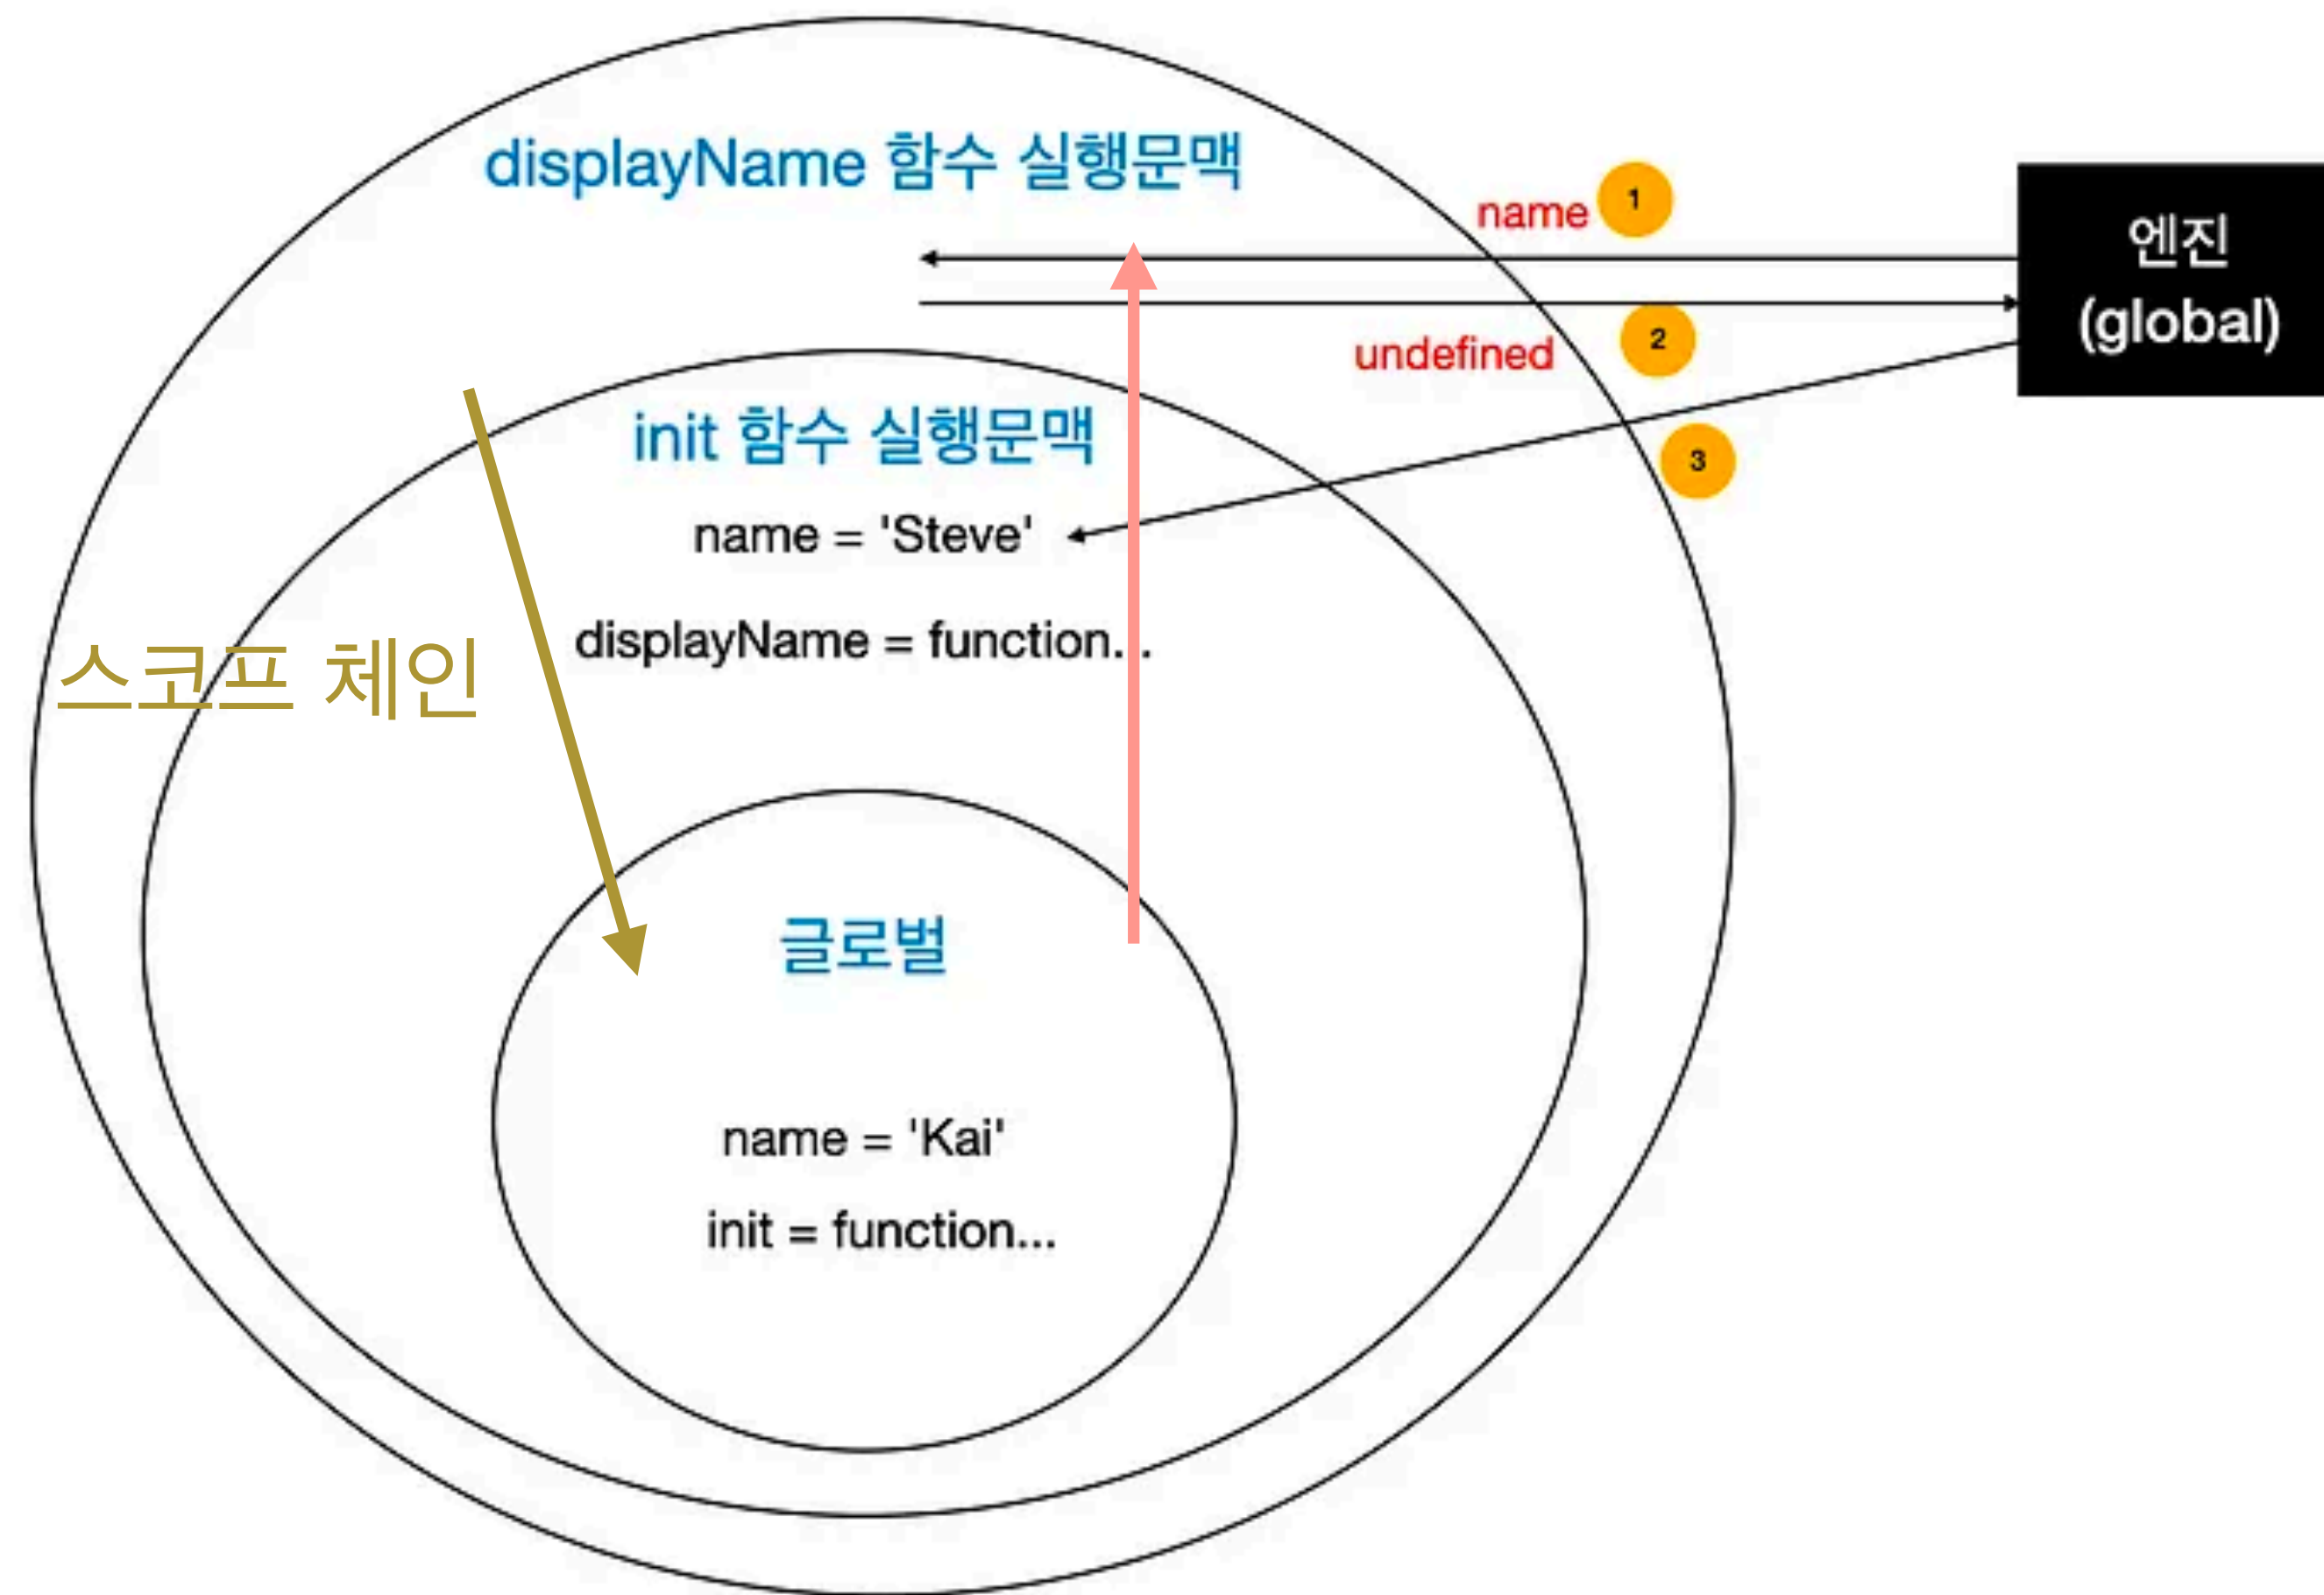 displayName 함수 실행문맥
name 1
엔진
(global)
undefined 2
3
init 함수 실행문맥
name = 'Steve'
displayName = function...
스코프 체인
글로벌
name = 'Kai'
init = function...